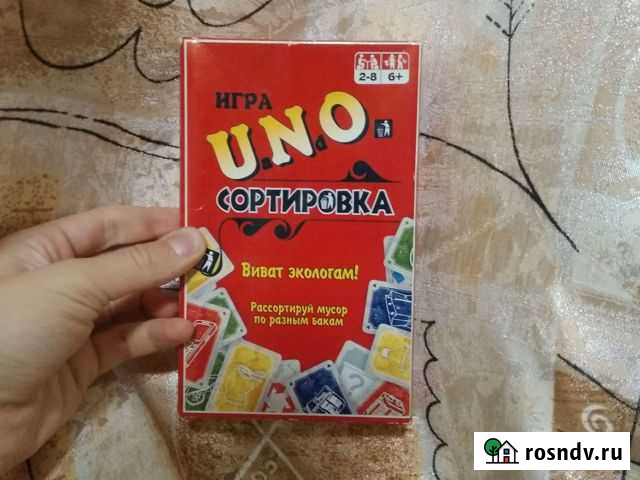 2-8 6+
ИГРА
U.N.O.
СОРТИРОВКА
Виват экологам!
Рассортируй мусор
по разным бакам
rosndv.ru